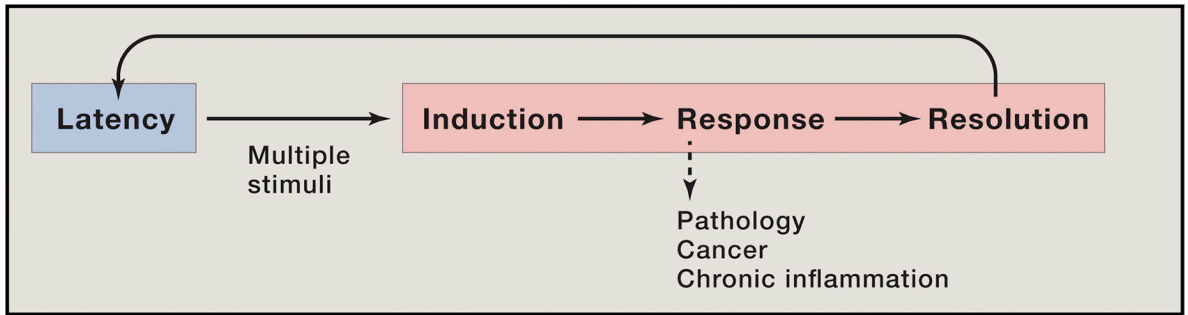 Latency
Multiple
stimuli
Induction
Response
Resolution
Pathology
Cancer
Chronic inflammation